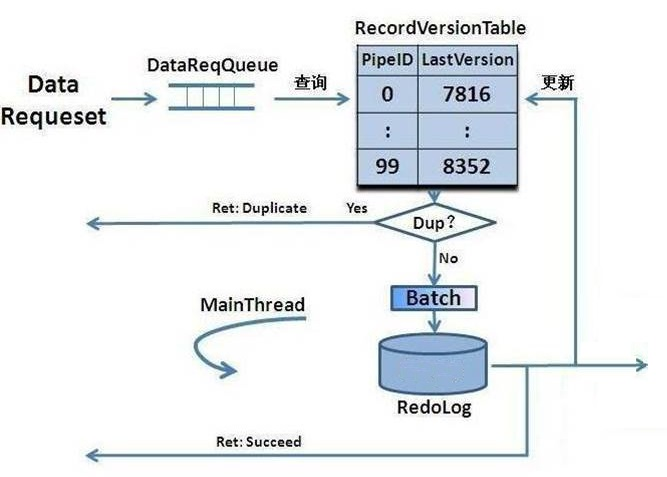 RecordVersionTable
PipeID LastVersion
0 7816
: :
99 8352
Data
Requeset
DataReqQueue
查询
更新
Ret: Duplicate Yes
Dup?
No
Batch
MainThread
RedoLog
Ret: Succeed